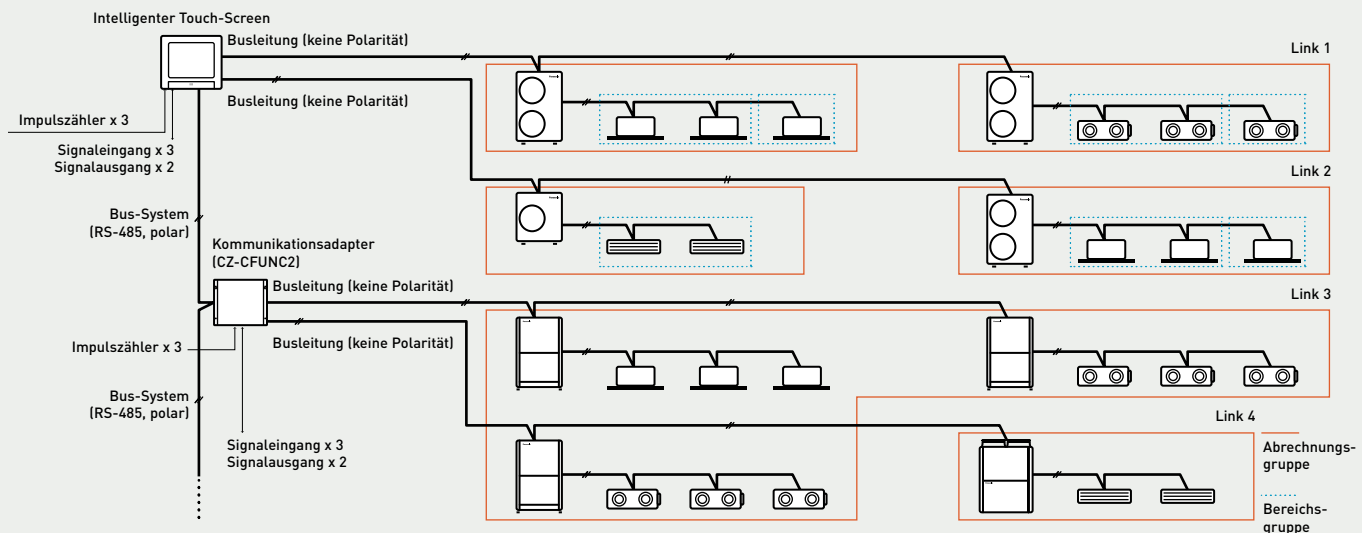 Intelligenter Touch-Screen
Busleitung (keine Polarität)
Link 1
Busleitung (keine Polarität)
Impulszähler x 3
Signaleingang x 3
Signalausgang x 2
Link 2
Bus-System
(RS-485, polar)
Kommunikationsadapter
(CZ-CFUNC2)
Busleitung (keine Polarität)
Link 3
Busleitung (keine Polarität)
Impulszähler x 3
Bus-System
(RS-485, polar)
Link 4
Signaleingang x 3
Signalausgang x 2
Abrechnungs-
gruppe
Bereichs-
gruppe